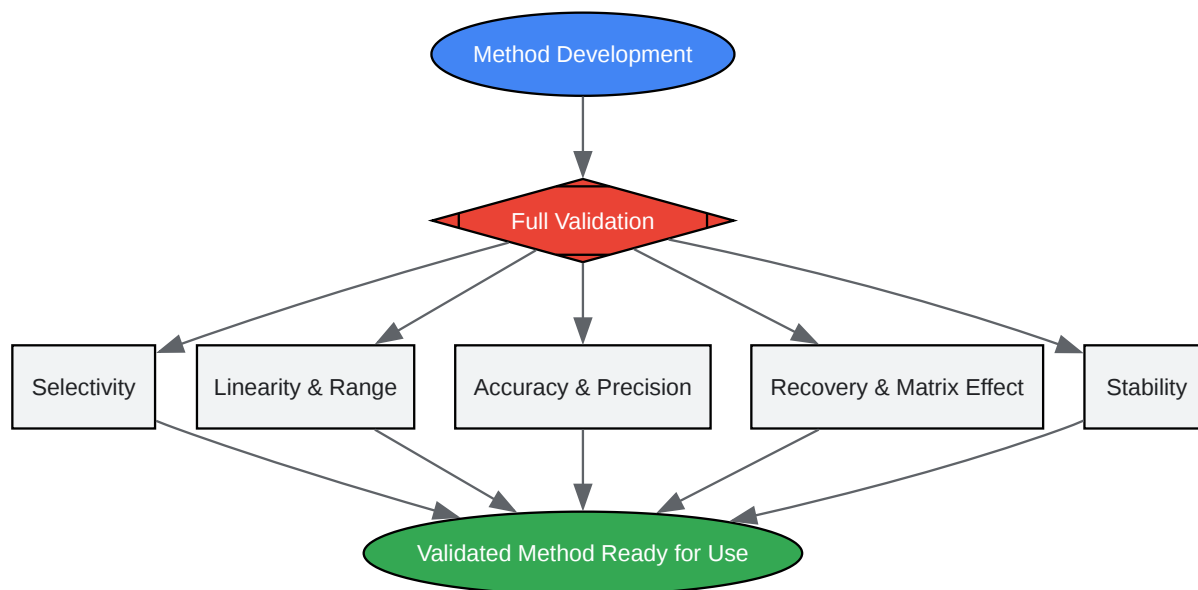 Method Development
Full Validation
Selectivity
Linearity & Range
Accuracy & Precision
Recovery & Matrix Effect
Stability
Validated Method Ready for Use